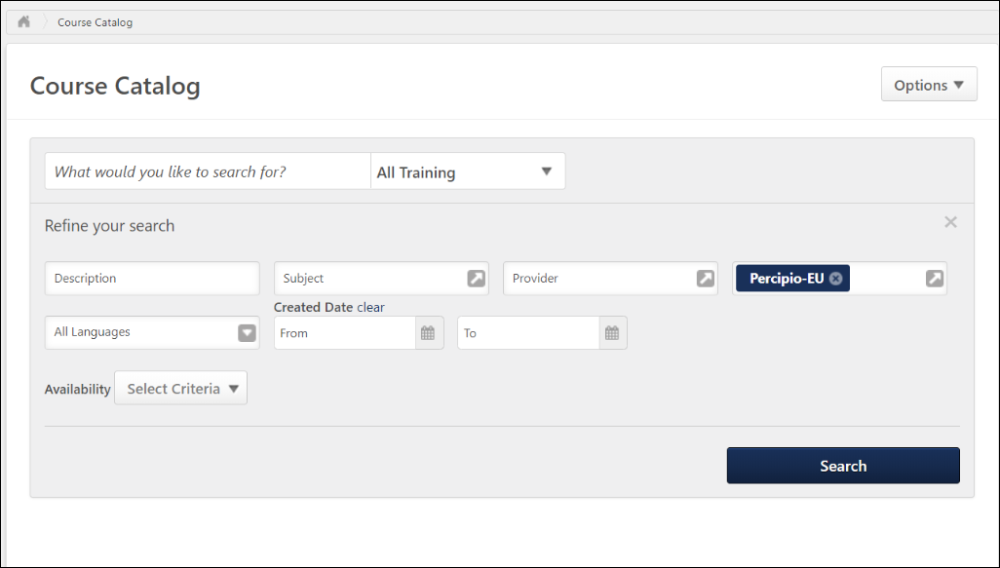 Course Catalog
Course Catalog
Options
What would you like to search for?
All Training
Refine your search
Description
Subject
Provider
Percipio-EU
Created Date clear
All Languages
From
To
Availability
Select Criteria
Search